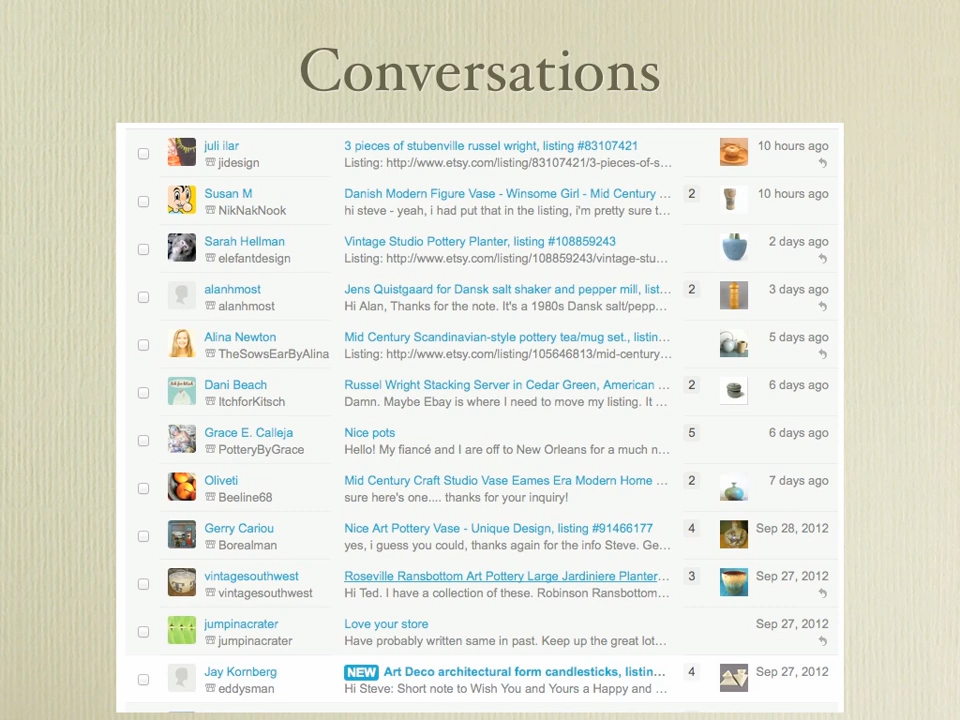 Conversations
juli ilar
jidesign
3 pieces of stubenville russel wright, listing #83107421
Listing: http://www.etsy.com/listing/83107421/3-pieces-of-s...
10 hours ago
Susan M
NikNakNook
Danish Modern Figure Vase - Winsome Girl - Mid Century ...
hi steve - yeah, i had put that in the listing, i'm pretty sure t...
2
10 hours ago
Sarah Hellman
elefantdesign
Vintage Studio Pottery Planter, listing #108859243
Listing: http://www.etsy.com/listing/108859243/vintage-stu...
2 days ago
alanhmost
alanhmost
Jens Quistgaard for Dansk salt shaker and pepper mill, list...
Hi Alan, Thanks for the note. It's a 1980s Dansk salt/pepp...
2
3 days ago
Alina Newton
TheSowsEarByAlina
Mid Century Scandinavian-style pottery tea/mug set., listin...
Listing: http://www.etsy.com/listing/105646813/mid-century...
5 days ago
Dani Beach
ItchforKitsch
Russel Wright Stacking Server in Cedar Green, American ...
Damn. Maybe Ebay is where I need to move my listing. It ...
2
6 days ago
Grace E. Calleja
PotteryByGrace
Nice pots
Hello! My fiancé and I are off to New Orleans for a much n...
5
6 days ago
Oliveti
Beeline68
Mid Century Craft Studio Vase Eames Era Modern Home ...
sure here's one.... thanks for your inquiry!
2
7 days ago
Gerry Cariou
Borealman
Nice Art Pottery Vase - Unique Design, listing #91466177
yes, i guess you could, thanks again for the info Steve. Ge...
4
Sep 28, 2012
vintagesouthwest
vintagesouthwest
Roseville Ransbottom Art Pottery Large Jardiniere Planter...
Hi Ted. I have a collection of these. Robinson Ransbottom...
3
Sep 27, 2012
jumpinacrater
jumpinacrater
Love your store
Have probably written same in past. Keep up the great lot...
Sep 27, 2012
Jay Kornberg
eddysman
NEW Art Deco architectural form candlesticks, listin...
Hi Steve: Short note to Wish You and Yours a Happy and ...
4
Sep 27, 2012